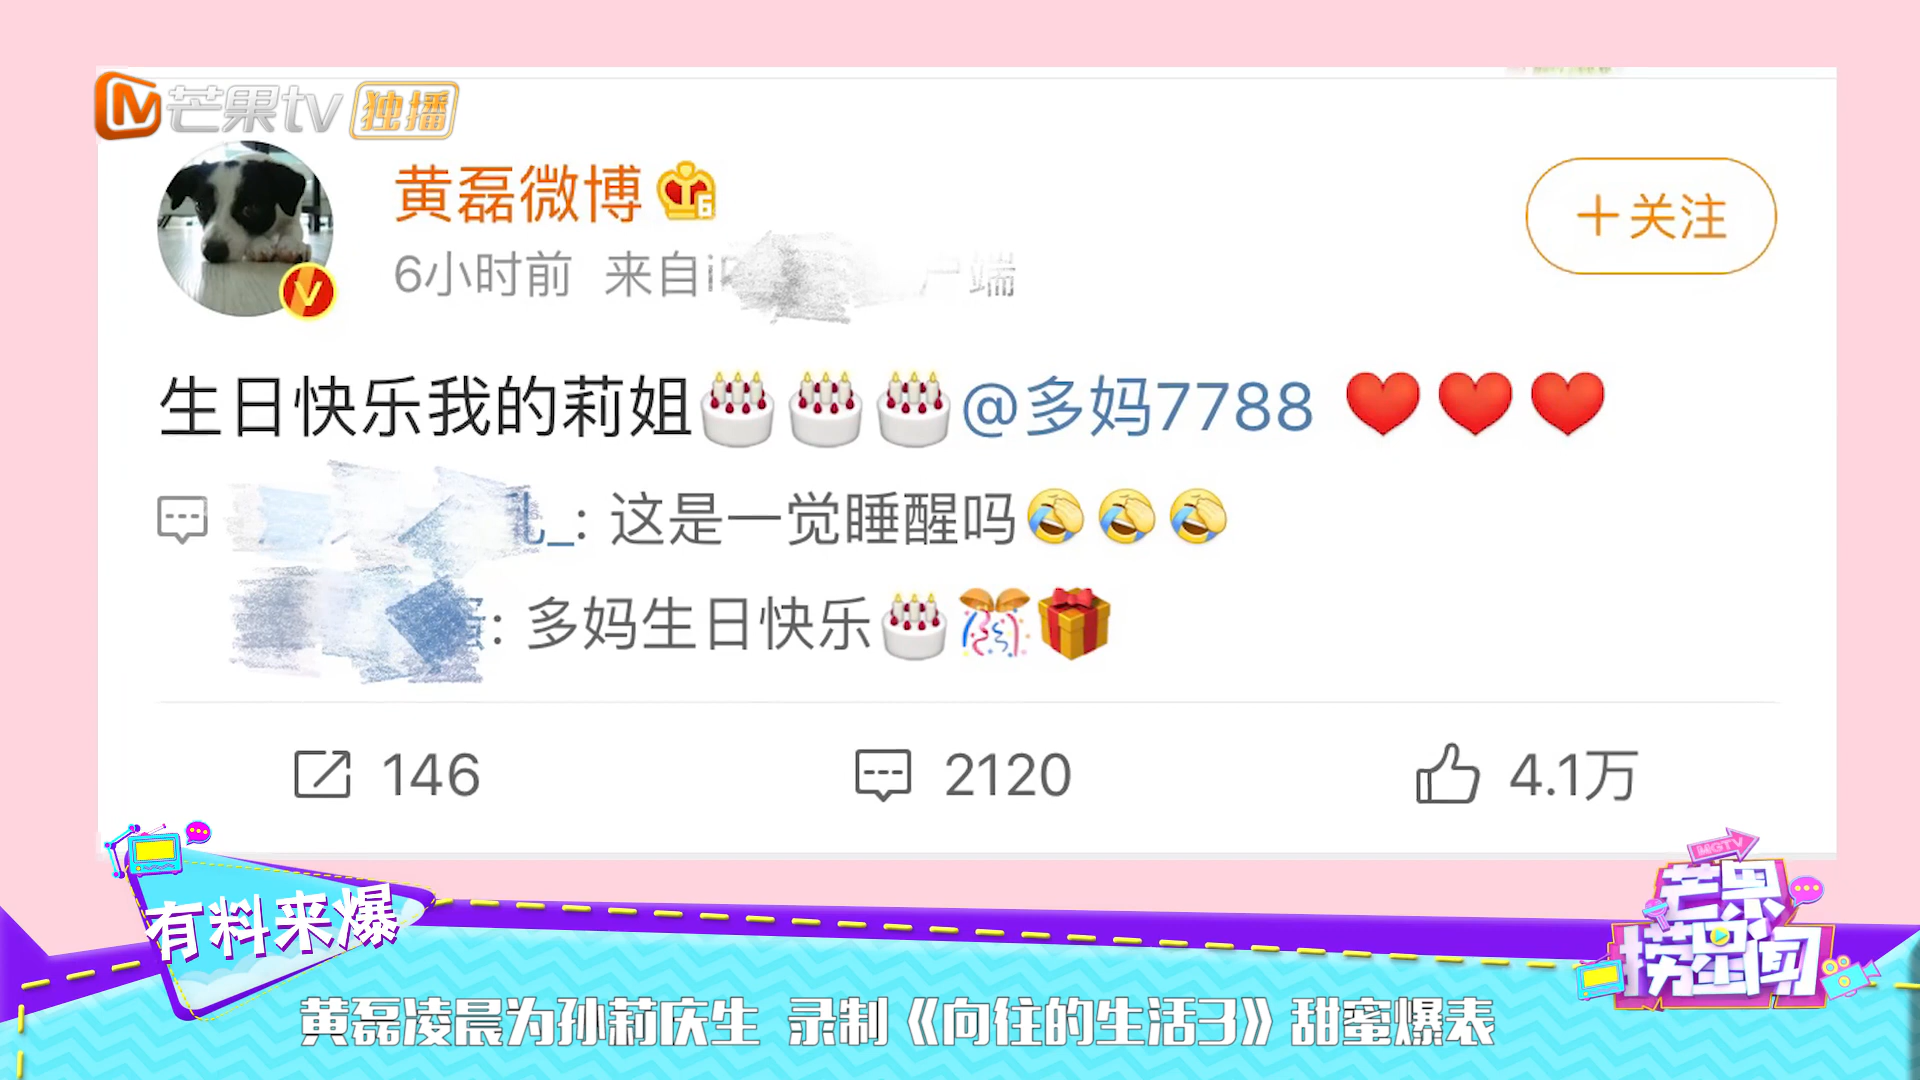 芒果tv 独播
黄磊微博 6
+关注
6小时前 来自i 户端
生日快乐我的莉姐 @多妈7788
_: 这是一觉睡醒吗
: 多妈生日快乐
146
2120
4.1万
MGTV
有料来爆
芒果
捞星闻
黄磊凌晨为孙莉庆生 录制《向往的生活3》甜蜜爆表